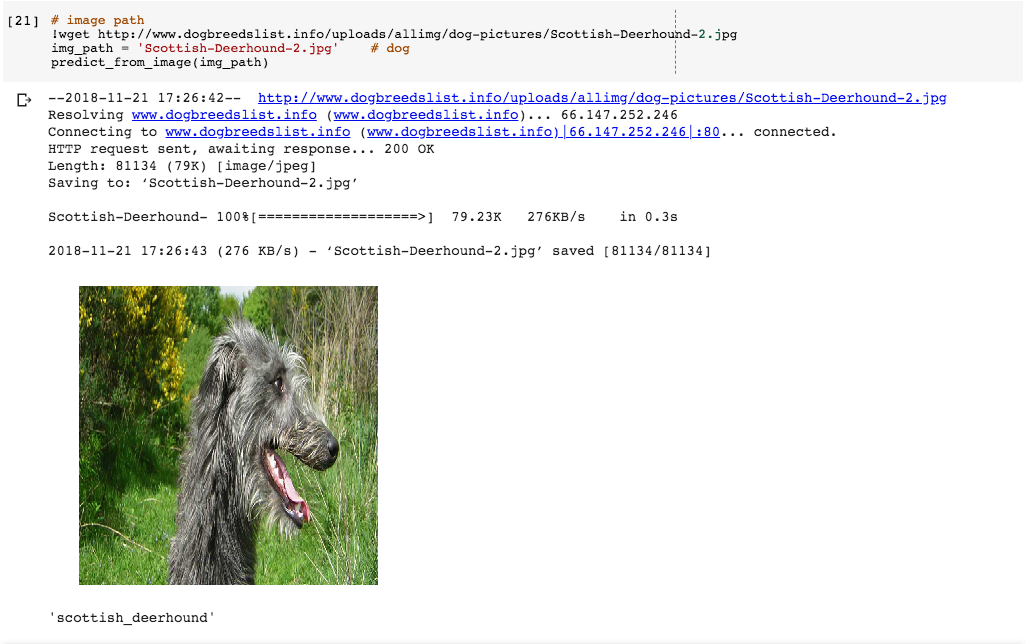 [21] # image path
!wget http://www.dogbreedslist.info/uploads/allimg/dog-pictures/Scottish-Deerhound-2.jpg
img_path = 'Scottish-Deerhound-2.jpg'    # dog
predict_from_image(img_path)
--2018-11-21 17:26:42--  http://www.dogbreedslist.info/uploads/allimg/dog-pictures/Scottish-Deerhound-2.jpg
Resolving www.dogbreedslist.info (www.dogbreedslist.info)... 66.147.252.246
Connecting to www.dogbreedslist.info (www.dogbreedslist.info)|66.147.252.246|:80... connected.
HTTP request sent, awaiting response... 200 OK
Length: 81134 (79K) [image/jpeg]
Saving to: ‘Scottish-Deerhound-2.jpg’
Scottish-Deerhound- 100%[===================>]  79.23K   276KB/s    in 0.3s
2018-11-21 17:26:43 (276 KB/s) - ‘Scottish-Deerhound-2.jpg’ saved [81134/81134]
'scottish_deerhound'